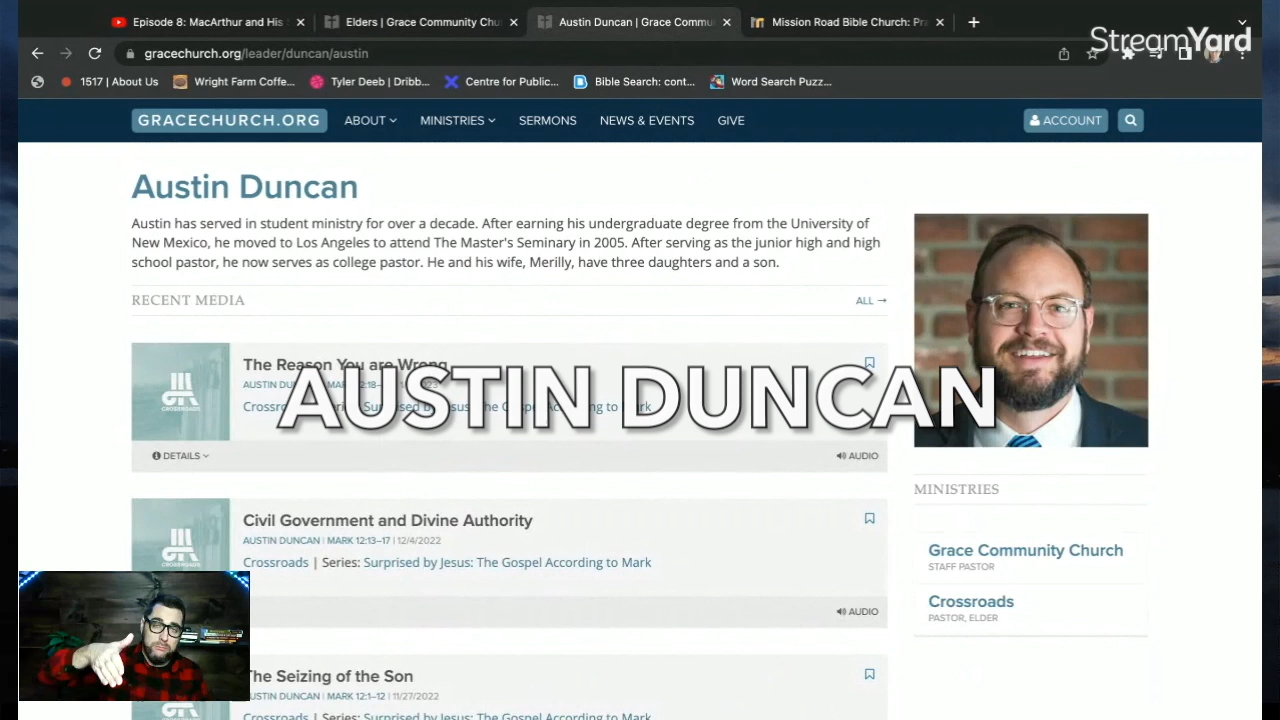 Episode 8: MacArthur and His
Elders | Grace Community Chu
Austin Duncan | Grace Commu
Mission Road Bible Church: Pra
StreamYard
gracechurch.org/leader/duncan/austin
1517 | About Us
Wright Farm Coffe...
Tyler Deeb | Dribb...
Centre for Public...
Bible Search: cont...
Word Search Puzz...
GRACECHURCH.ORG
ABOUT
MINISTRIES
SERMONS
NEWS & EVENTS
GIVE
ACCOUNT
Austin Duncan
Austin has served in student ministry for over a decade. After earning his undergraduate degree from the University of
New Mexico, he moved to Los Angeles to attend The Master's Seminary in 2005. After serving as the junior high and high
school pastor, he now serves as college pastor. He and his wife, Merilly, have three daughters and a son.
RECENT MEDIA
ALL →
The Reason You are Wrong
AUSTIN DUNCAN
DETAILS
AUDIO
CROSSROADS
Civil Government and Divine Authority
AUSTIN DUNCAN | MARK 12:13–17 | 12/4/2022
Crossroads | Series: Surprised by Jesus: The Gospel According to Mark
AUDIO
The Seizing of the Son
AUSTIN DUNCAN | MARK 12:1–12 | 11/27/2022
Crossroads | Series: Surprised by Jesus: The Gospel According to Mark
MINISTRIES
Grace Community Church
STAFF PASTOR
Crossroads
PASTOR, ELDER